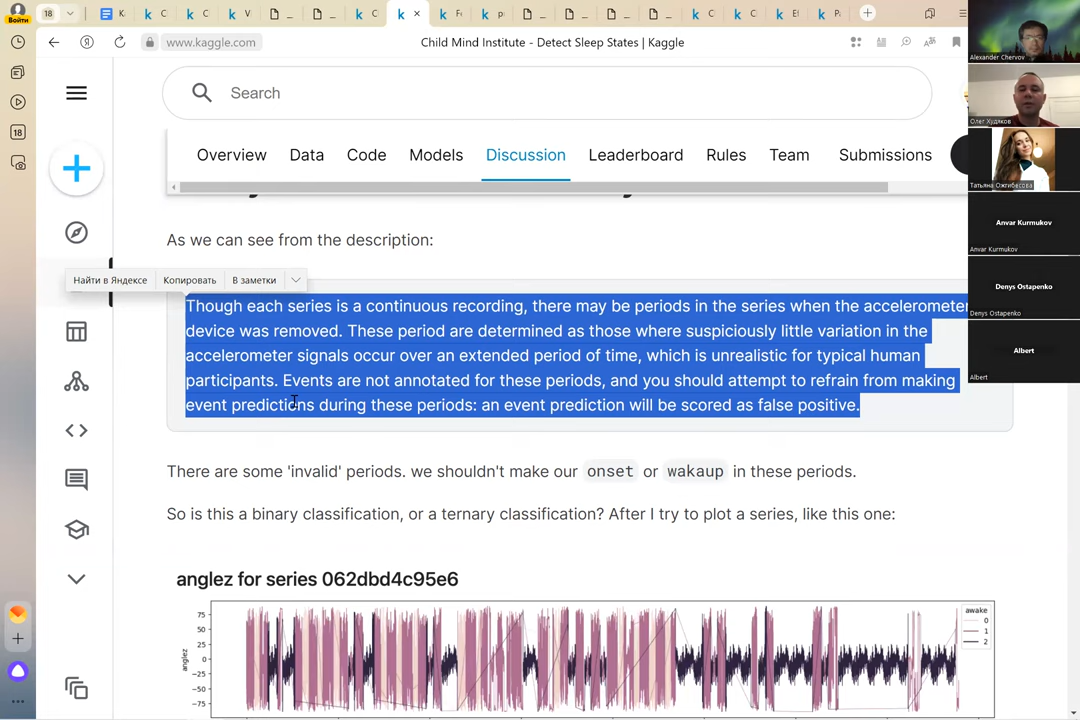 Войти
18
K
C
C
V
C
F
p
C
C
E
P
www.kaggle.com
Child Mind Institute - Detect Sleep States | Kaggle
18
Search
Overview
Data
Code
Models
Discussion
Leaderboard
Rules
Team
Submissions
As we can see from the description:
Найти в Яндексе
Копировать
В заметки
Though each series is a continuous recording, there may be periods in the series when the accelerometer
device was removed. These period are determined as those where suspiciously little variation in the
accelerometer signals occur over an extended period of time, which is unrealistic for typical human
participants. Events are not annotated for these periods, and you should attempt to refrain from making
event predictions during these periods: an event prediction will be scored as false positive.
There are some 'invalid' periods. we shouldn't make our onset or wakaup in these periods.
So is this a binary classification, or a ternary classification? After I try to plot a series, like this one:
anglez for series 062dbd4c95e6
75
50
25
0
−25
−50
−75
anglez
awake
0
1
2
Alexander Chervov
Олег Худяков
Татьяна Ожгибесова
Anvar Kurmukov
Anvar Kurmukov
Denys Ostapenko
Denys Ostapenko
Albert
Albert